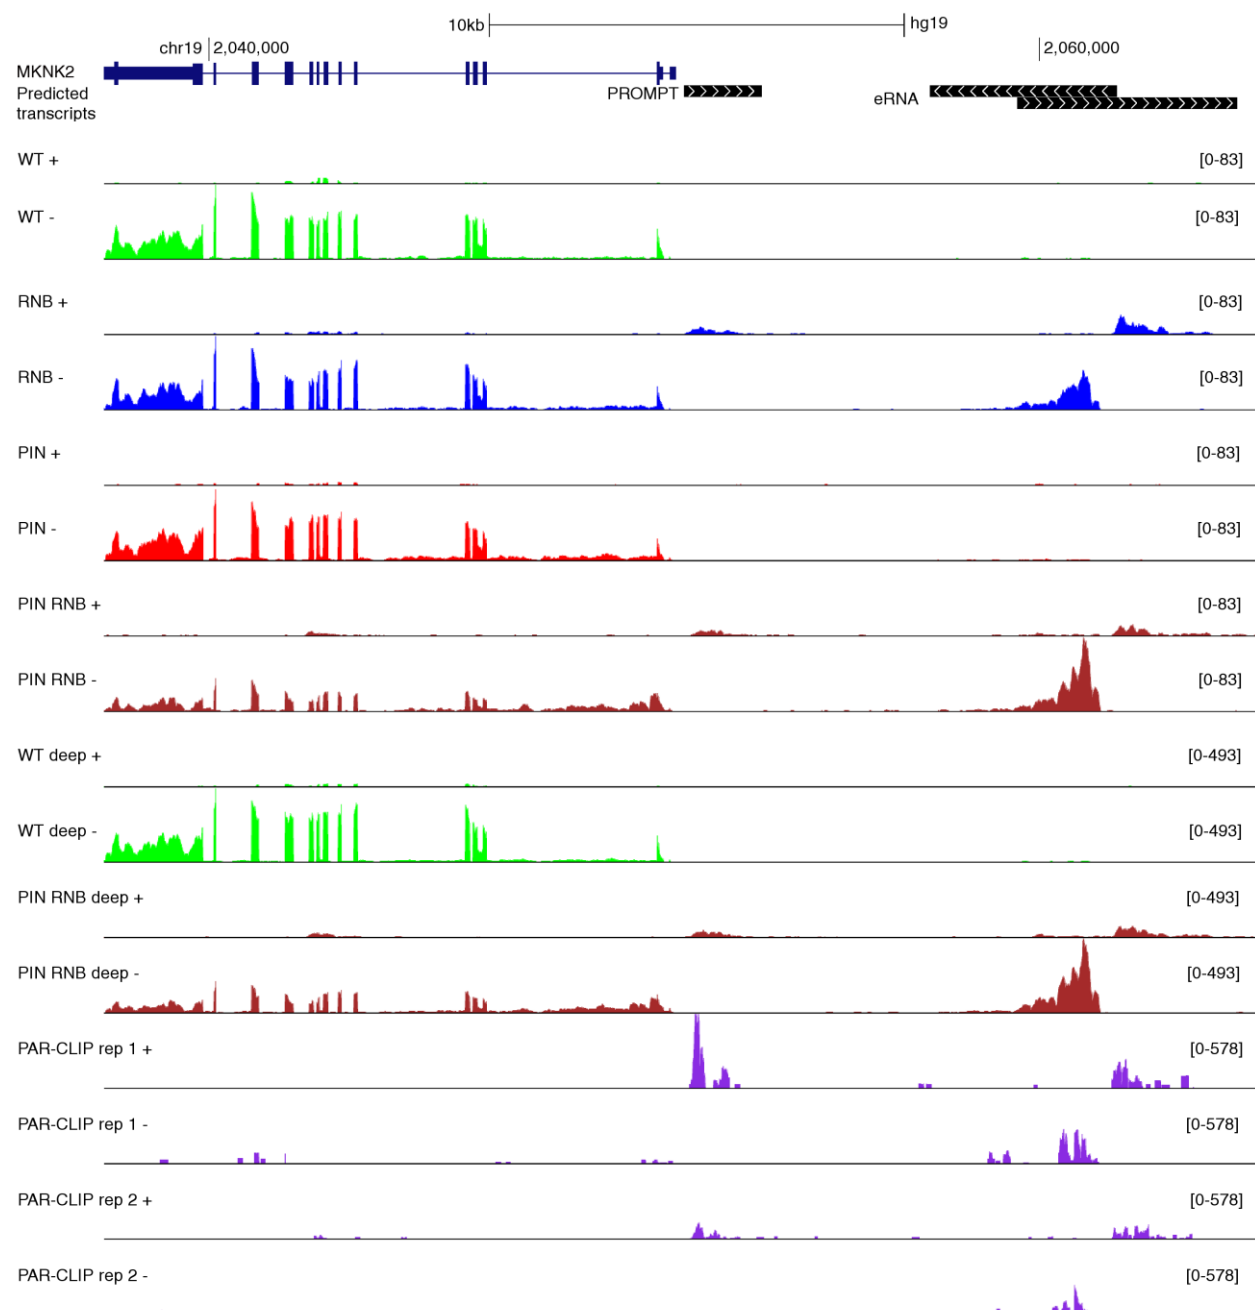 10kb hg19
chr19 2,040,000 2,060,000
MKNK2
Predicted transcripts
PROMPT
eRNA
WT + [0-83]
WT - [0-83]
RNB + [0-83]
RNB - [0-83]
PIN + [0-83]
PIN - [0-83]
PIN RNB + [0-83]
PIN RNB - [0-83]
WT deep + [0-493]
WT deep - [0-493]
PIN RNB deep + [0-493]
PIN RNB deep - [0-493]
PAR-CLIP rep 1 + [0-578]
PAR-CLIP rep 1 - [0-578]
PAR-CLIP rep 2 + [0-578]
PAR-CLIP rep 2 - [0-578]